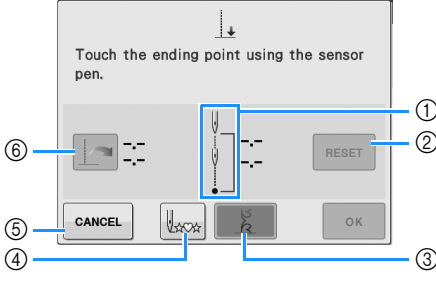 Touch the ending point using the sensor
pen.
①
-.-
-.-
-.-
-.-
RESET
②
⑥
CANCEL
OK
⑤
④
③